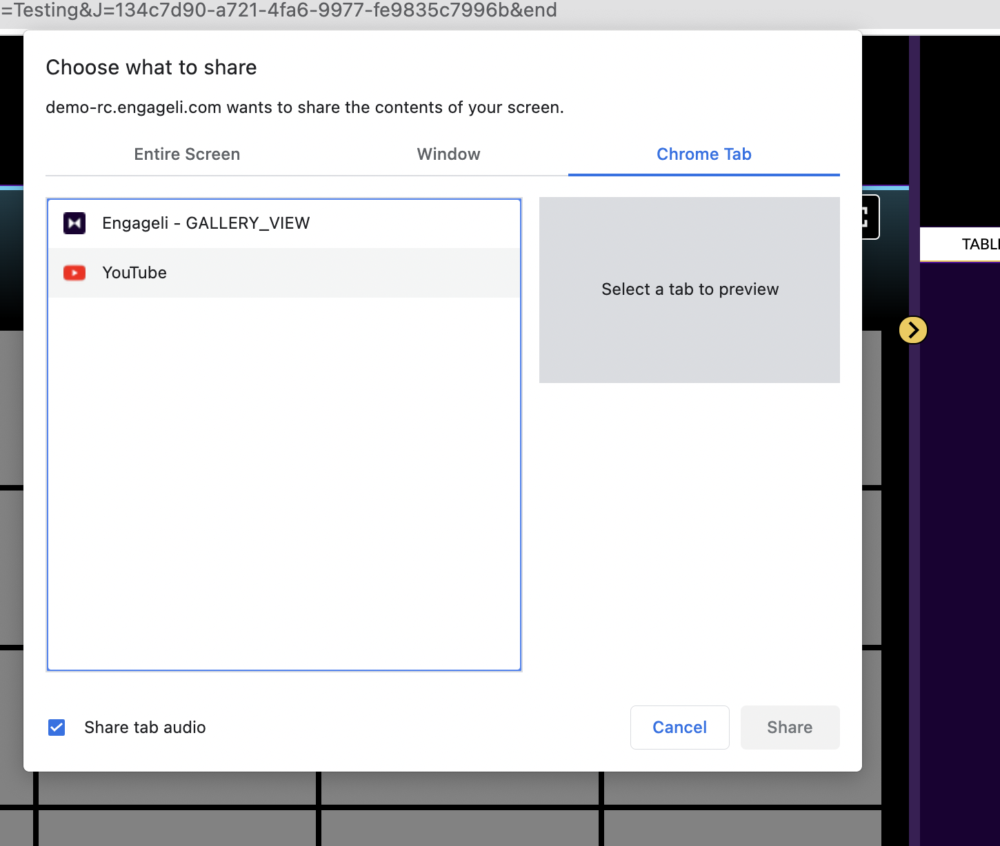 =Testing&J=134c7d90-a721-4fa6-9977-fe9835c7996b&end
Choose what to share
demo-rc.engageli.com wants to share the contents of your screen.
Entire Screen
Window
Chrome Tab
Engageli - GALLERY_VIEW
YouTube
Select a tab to preview
Share tab audio
Cancel
Share